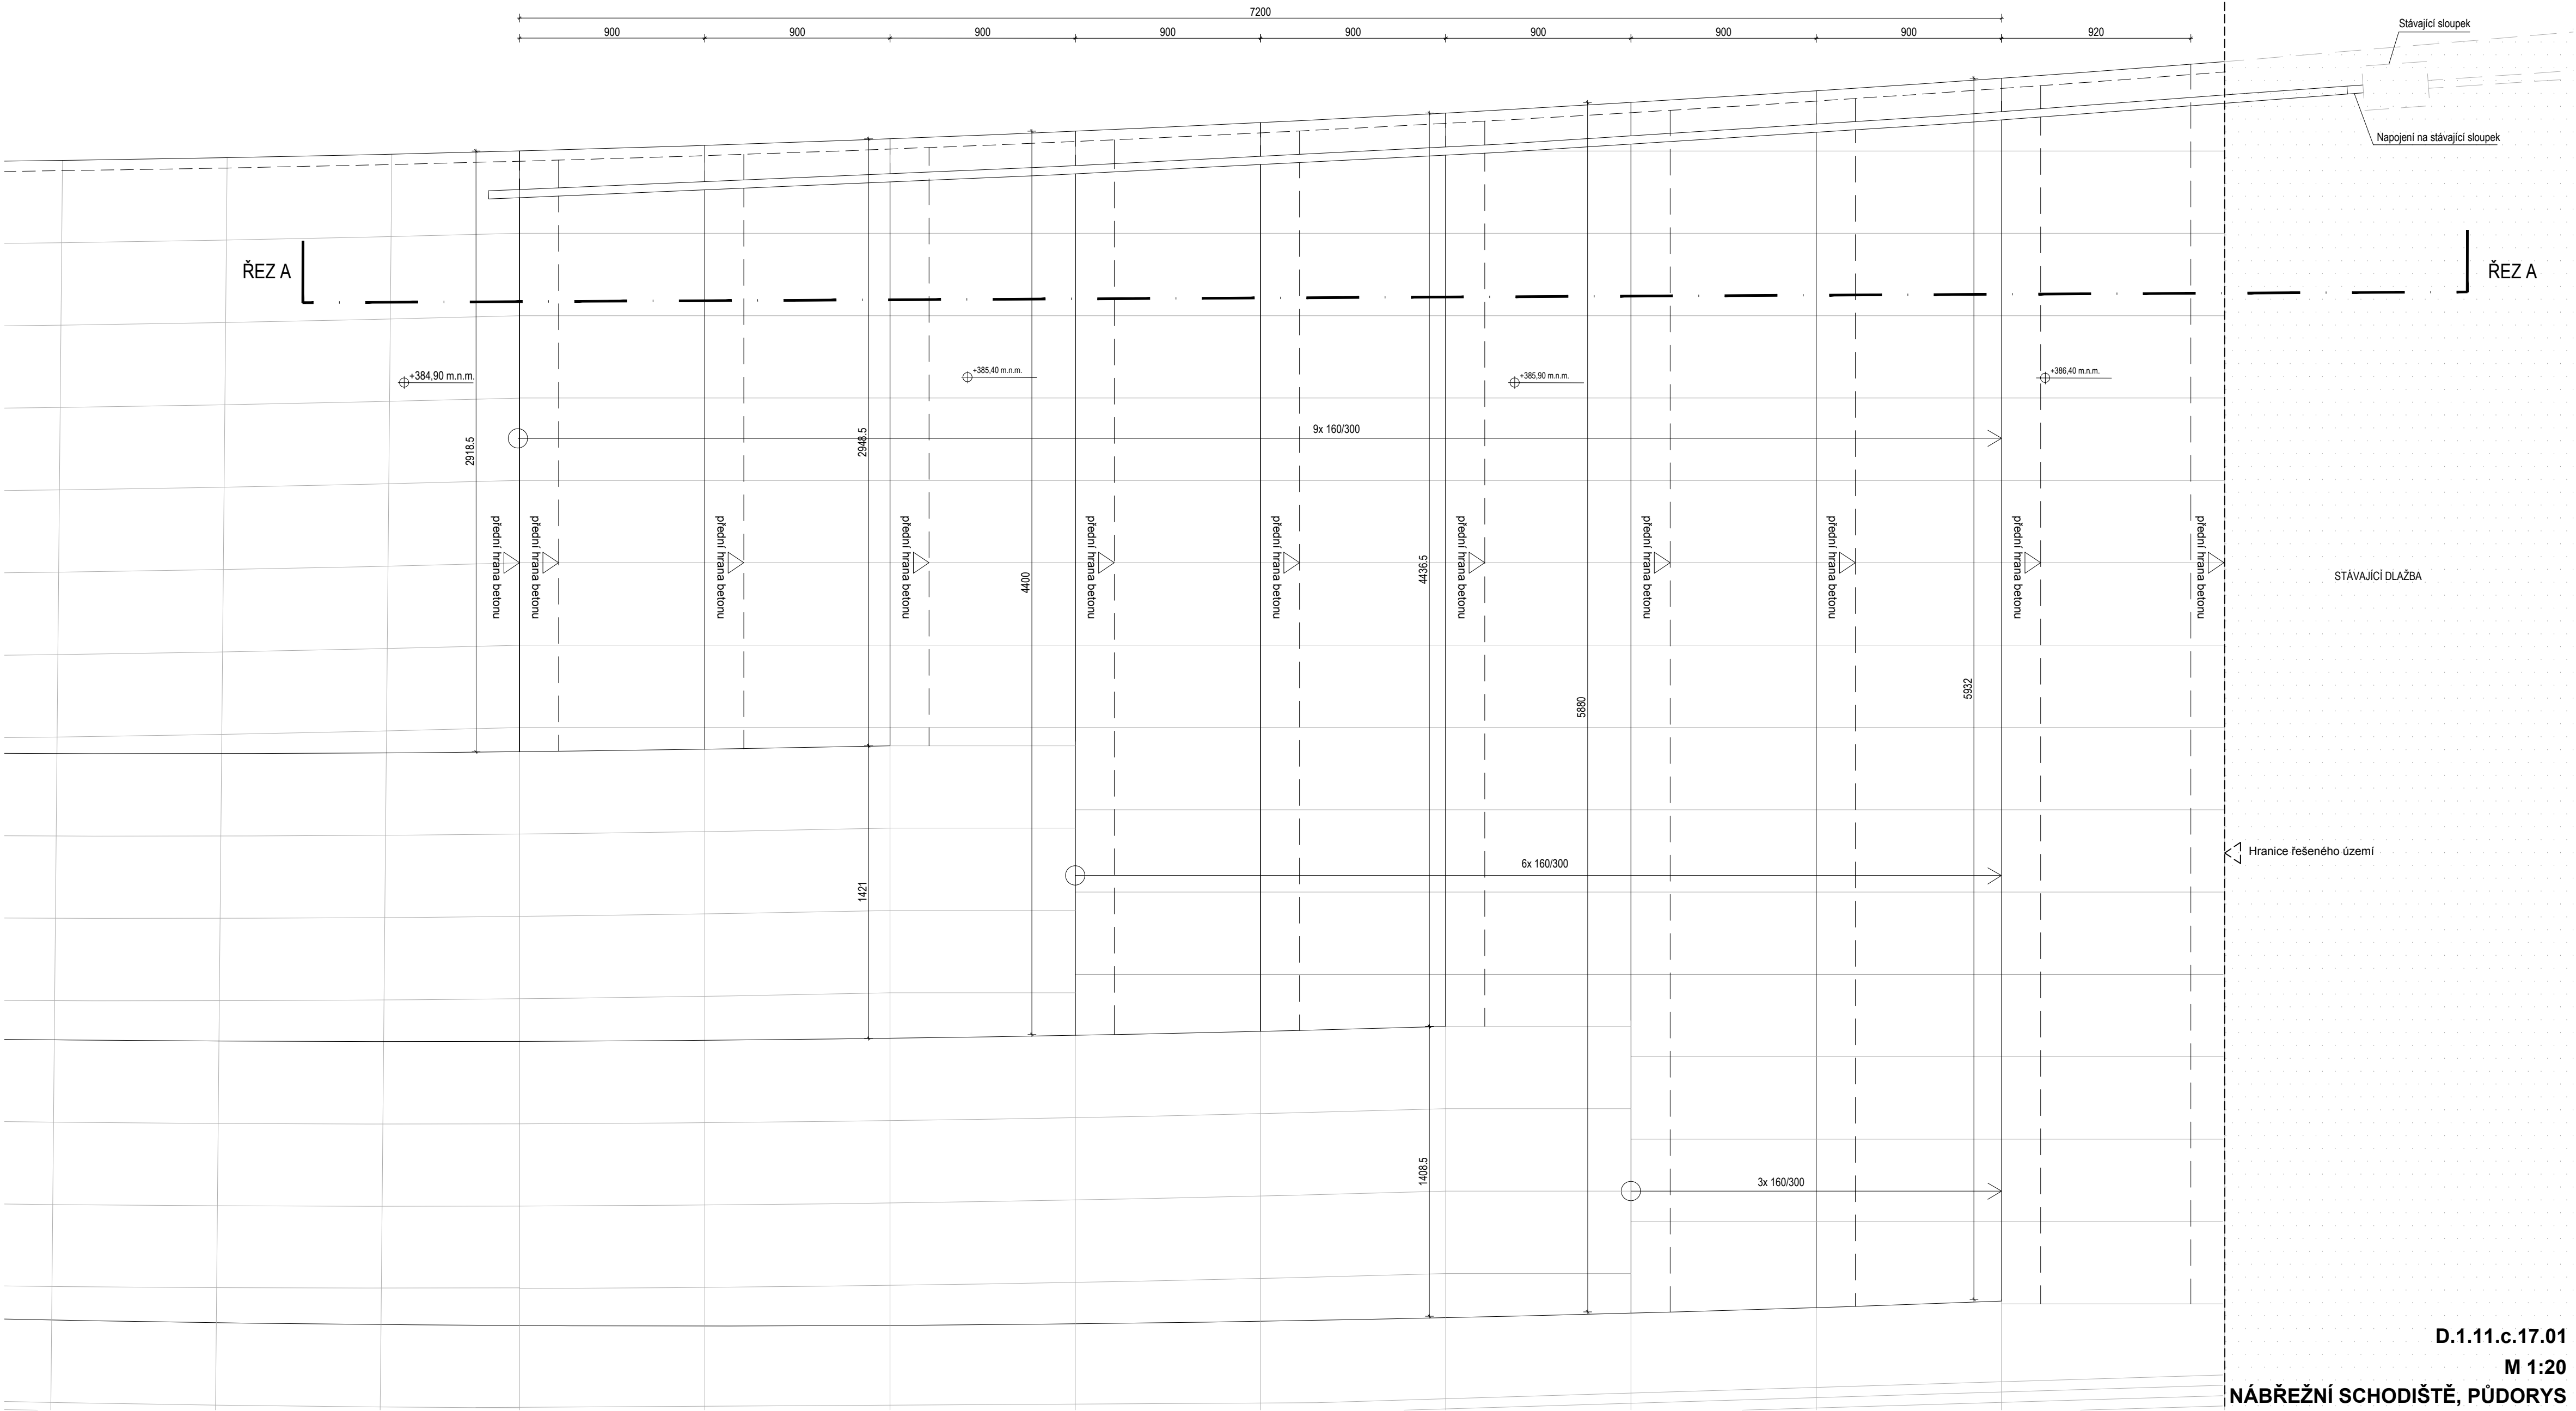 7200
900
900
900
900
900
900
900
900
920
Stávající sloupek
Napojení na stávající sloupek
ŘEZ A
ŘEZ A
+384,90 m.n.m.
+385,40 m.n.m.
+385,90 m.n.m.
+386,40 m.n.m.
9x 160/300
2918.5
2948.5
4400
4436.5
5880
5932
přední hrana betonu
přední hrana betonu
přední hrana betonu
přední hrana betonu
přední hrana betonu
přední hrana betonu
přední hrana betonu
přední hrana betonu
přední hrana betonu
přední hrana betonu
přední hrana betonu
STÁVAJÍCÍ DLAŽBA
Hranice řešeného území
6x 160/300
1421
1408.5
3x 160/300
D.1.11.c.17.01
M 1:20
NÁBŘEŽNÍ SCHODIŠTĚ, PŮDORYS